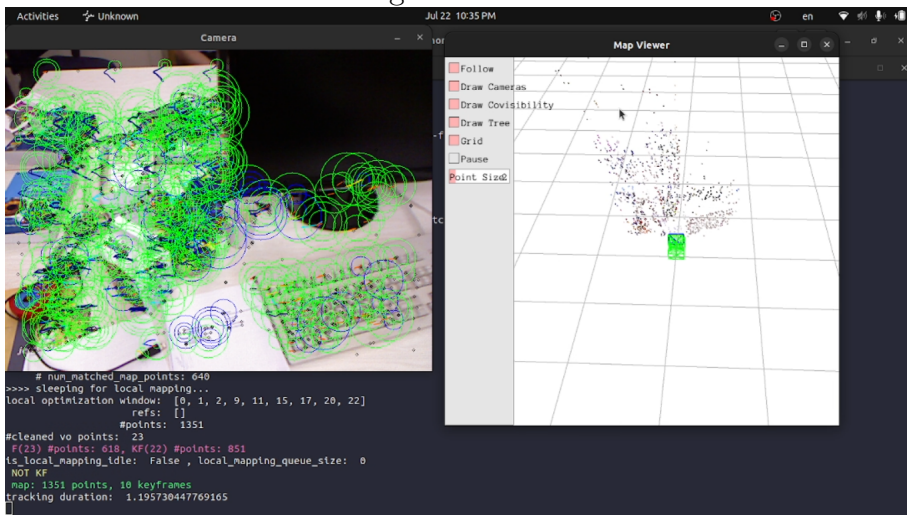 Activities
Unknown
Jul 22 10:35 PM
en
Camera
Map Viewer
Follow
Draw Cameras
Draw Covisibility
Draw Tree
Grid
Pause
Point Size2
# num_matched_map_points: 640
>>>> sleeping for local mapping...
local optimization window:  [0, 1, 2, 9, 11, 15, 17, 20, 22]
refs:  []
#points:  1351
#cleaned vo points:  23
F(23) #points: 618, KF(22) #points: 851
is_local_mapping_idle:  False , local_mapping_queue_size:  0
NOT KF
map: 1351 points, 10 keyframes
tracking duration:  1.195730447769165